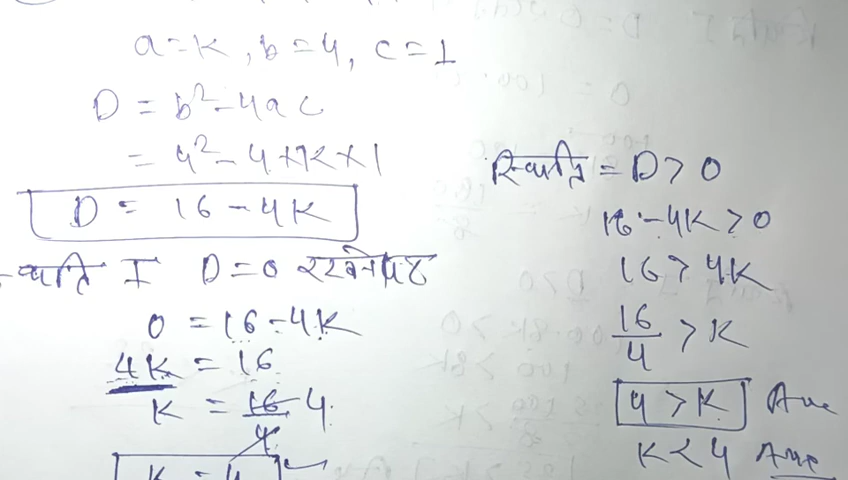 a = K, b = 4, c = 1
D = b² - 4ac
= 4² - 4 × K × 1
D = 16 - 4K
I D = 0 रखने पर
0 = 16 - 4K
4K = 16
K = 16/4 4
K = 4
स्थिति = D > 0
16 - 4K > 0
16 > 4K
16/4 > K
4 > K Ans
K < 4 Ans